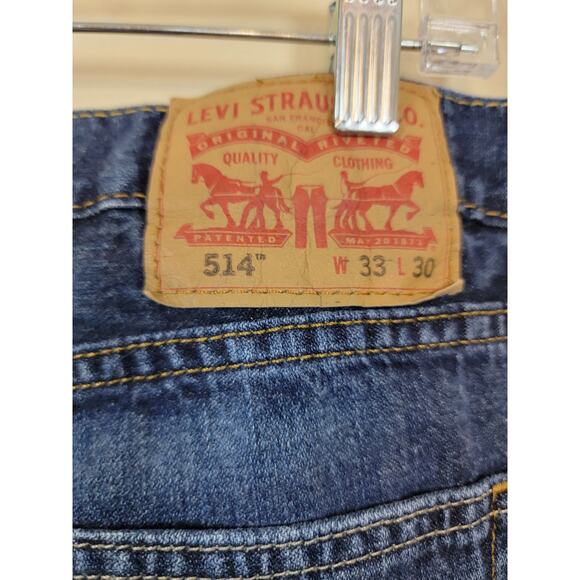 LEVI STRAUSS CO.
SAN FRANCISCO
CAL
ORIGINAL RIVETED
QUALITY CLOTHING
PATENTED MAY 20 1873
514™ W 33 L 30